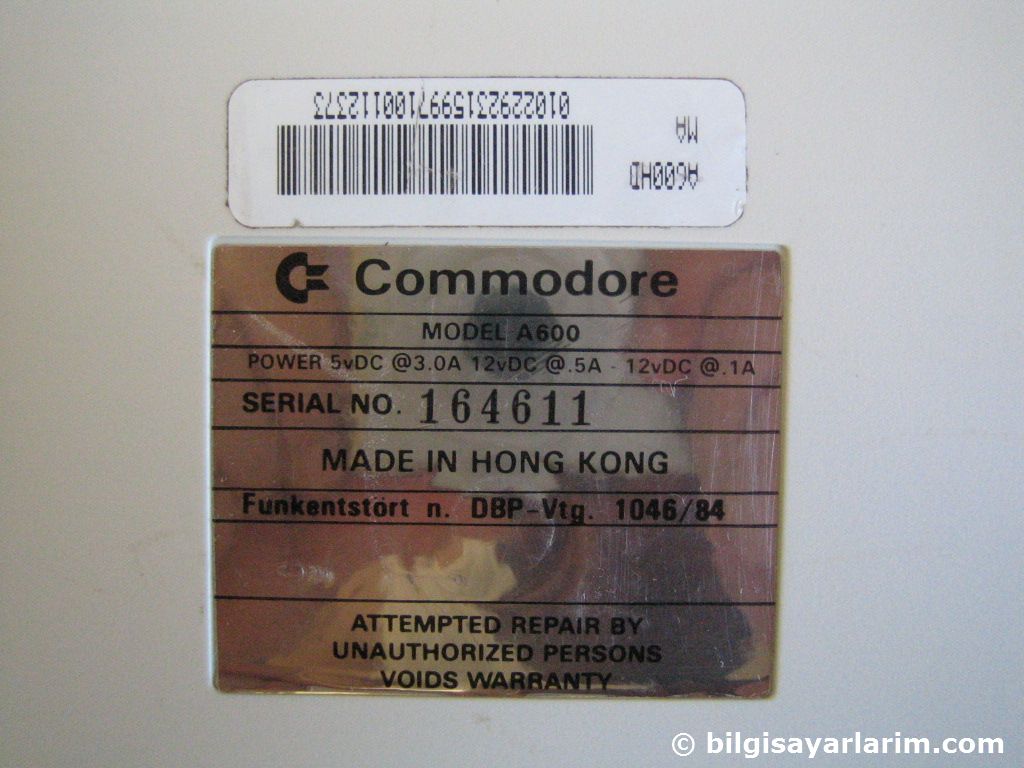 A600HD
MA
0102292315997100112373
Commodore
MODEL A600
POWER 5vDC @3.0A 12vDC @.5A - 12vDC @.1A
SERIAL NO. 164611
MADE IN HONG KONG
Funkentstört n. DBP-Vtg. 1046/84
ATTEMPTED REPAIR BY
UNAUTHORIZED PERSONS
VOIDS WARRANTY
© bilgisayarlarim.com